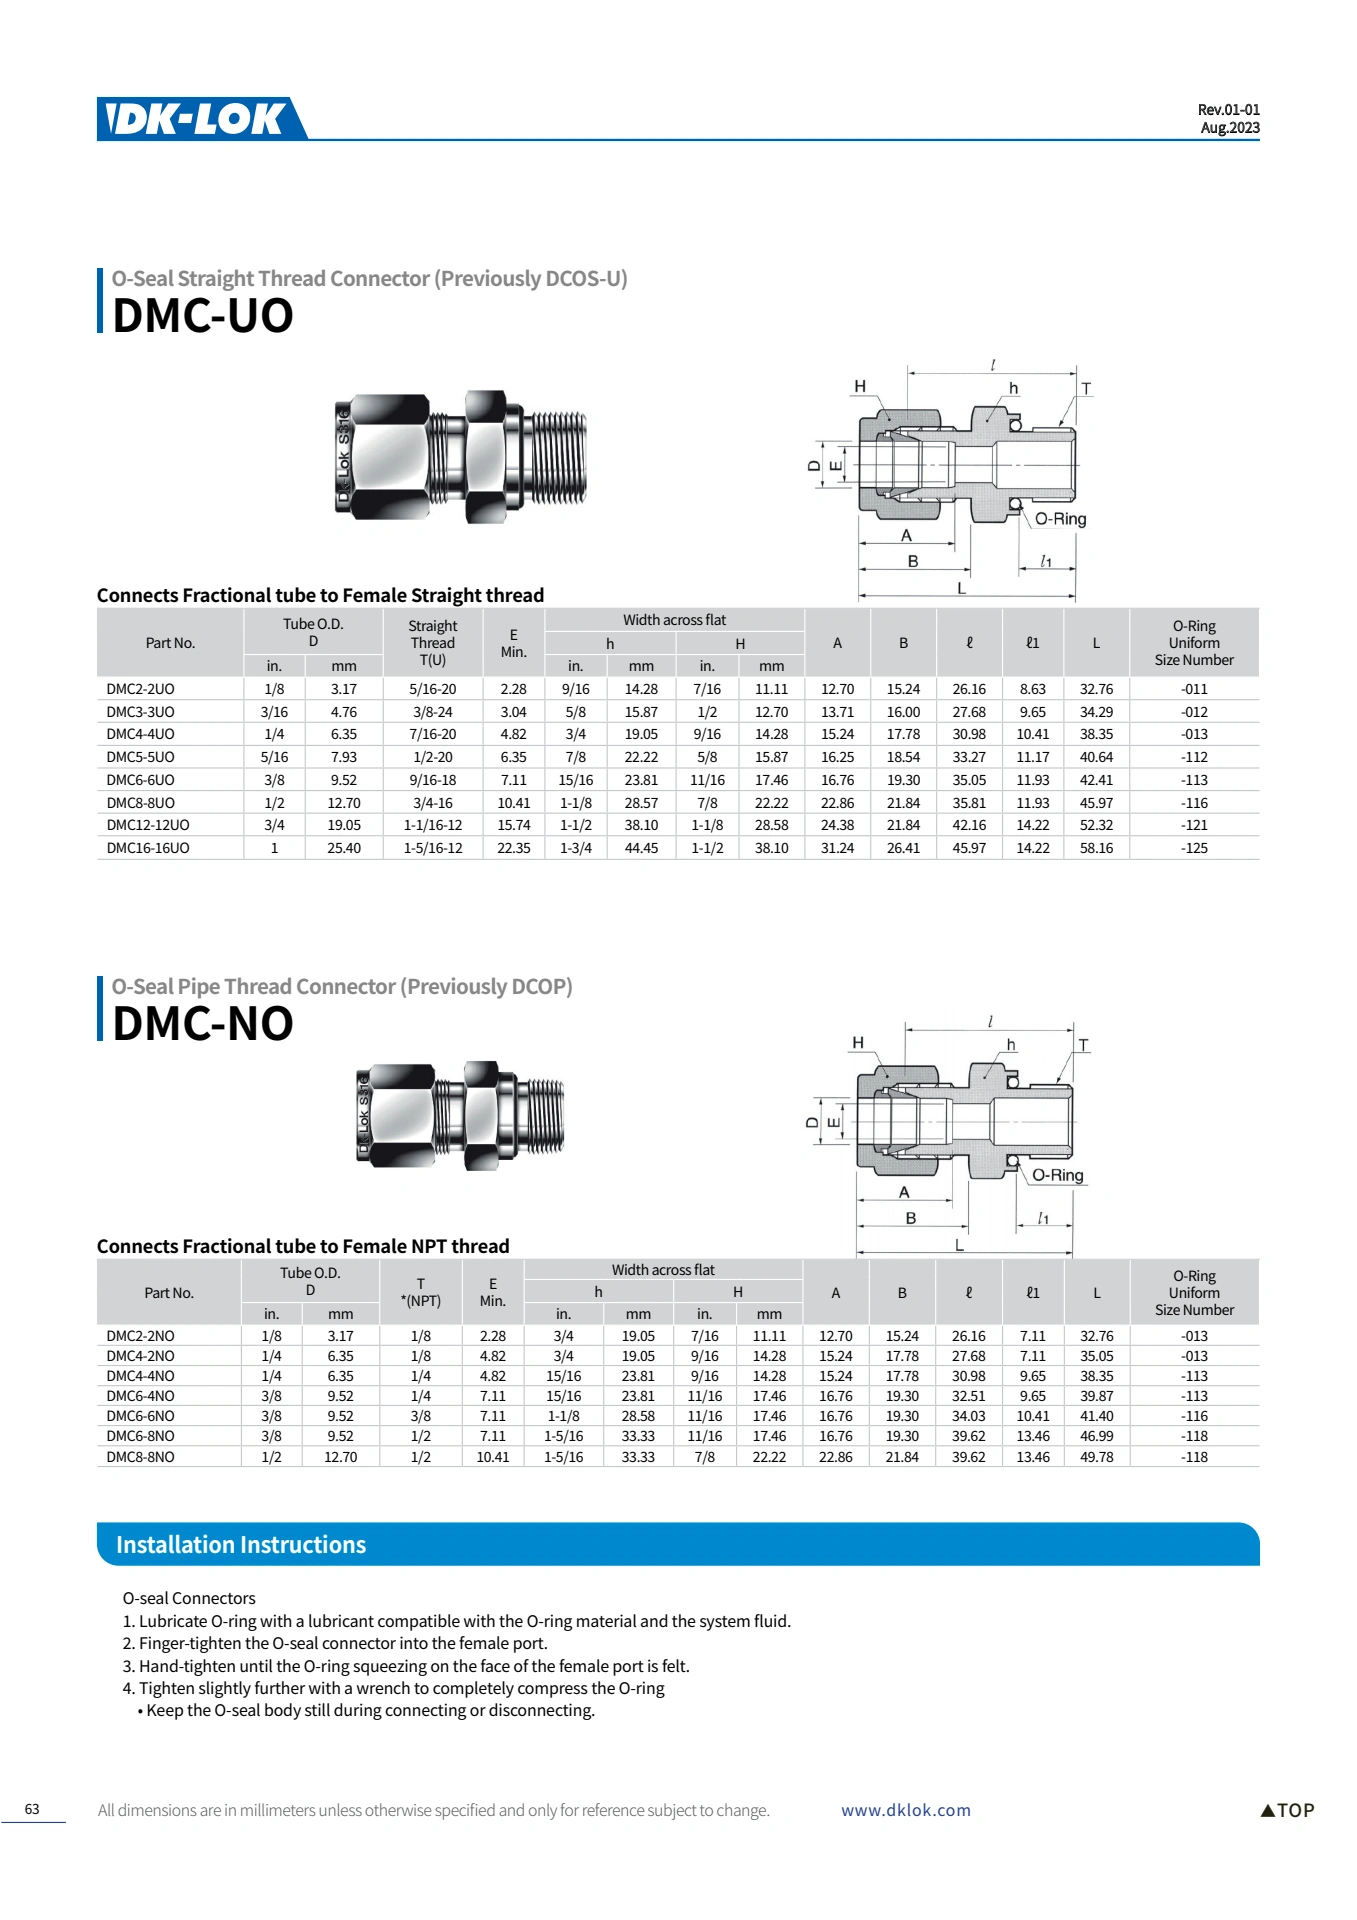 DK-LOK
Rev.01-01
Aug.2023
O-Seal Straight Thread Connector (Previously DCOS-U)
DMC-UO
DK-Lok S316
l
H h T
D E
O-Ring
A
B l1
L
Connects Fractional tube to Female Straight thread
Part No. Tube O.D. D Straight Thread T(U) E Min. Width across flat A B ℓ ℓ1 L O-Ring Uniform Size Number
h H
in. mm in. mm in. mm
DMC2-2UO 1/8 3.17 5/16-20 2.28 9/16 14.28 7/16 11.11 12.70 15.24 26.16 8.63 32.76 -011
DMC3-3UO 3/16 4.76 3/8-24 3.04 5/8 15.87 1/2 12.70 13.71 16.00 27.68 9.65 34.29 -012
DMC4-4UO 1/4 6.35 7/16-20 4.82 3/4 19.05 9/16 14.28 15.24 17.78 30.98 10.41 38.35 -013
DMC5-5UO 5/16 7.93 1/2-20 6.35 7/8 22.22 5/8 15.87 16.25 18.54 33.27 11.17 40.64 -112
DMC6-6UO 3/8 9.52 9/16-18 7.11 15/16 23.81 11/16 17.46 16.76 19.30 35.05 11.93 42.41 -113
DMC8-8UO 1/2 12.70 3/4-16 10.41 1-1/8 28.57 7/8 22.22 22.86 21.84 35.81 11.93 45.97 -116
DMC12-12UO 3/4 19.05 1-1/16-12 15.74 1-1/2 38.10 1-1/8 28.58 24.38 21.84 42.16 14.22 52.32 -121
DMC16-16UO 1 25.40 1-5/16-12 22.35 1-3/4 44.45 1-1/2 38.10 31.24 26.41 45.97 14.22 58.16 -125
O-Seal Pipe Thread Connector (Previously DCOP)
DMC-NO
DK-Lok S316
l
H h T
D E
O-Ring
A
B l1
L
Connects Fractional tube to Female NPT thread
Part No. Tube O.D. D T *(NPT) E Min. Width across flat A B ℓ ℓ1 L O-Ring Uniform Size Number
h H
in. mm in. mm in. mm
DMC2-2NO 1/8 3.17 1/8 2.28 3/4 19.05 7/16 11.11 12.70 15.24 26.16 7.11 32.76 -013
DMC4-2NO 1/4 6.35 1/8 4.82 3/4 19.05 9/16 14.28 15.24 17.78 27.68 7.11 35.05 -013
DMC4-4NO 1/4 6.35 1/4 4.82 15/16 23.81 9/16 14.28 15.24 17.78 30.98 9.65 38.35 -113
DMC6-4NO 3/8 9.52 1/4 7.11 15/16 23.81 11/16 17.46 16.76 19.30 32.51 9.65 39.87 -113
DMC6-6NO 3/8 9.52 3/8 7.11 1-1/8 28.58 11/16 17.46 16.76 19.30 34.03 10.41 41.40 -116
DMC6-8NO 3/8 9.52 1/2 7.11 1-5/16 33.33 11/16 17.46 16.76 19.30 39.62 13.46 46.99 -118
DMC8-8NO 1/2 12.70 1/2 10.41 1-5/16 33.33 7/8 22.22 22.86 21.84 39.62 13.46 49.78 -118
Installation Instructions
O-seal Connectors
1. Lubricate O-ring with a lubricant compatible with the O-ring material and the system fluid.
2. Finger-tighten the O-seal connector into the female port.
3. Hand-tighten until the O-ring squeezing on the face of the female port is felt.
4. Tighten slightly further with a wrench to completely compress the O-ring
• Keep the O-seal body still during connecting or disconnecting.
63 All dimensions are in millimeters unless otherwise specified and only for reference subject to change. www.dklok.com ▲TOP